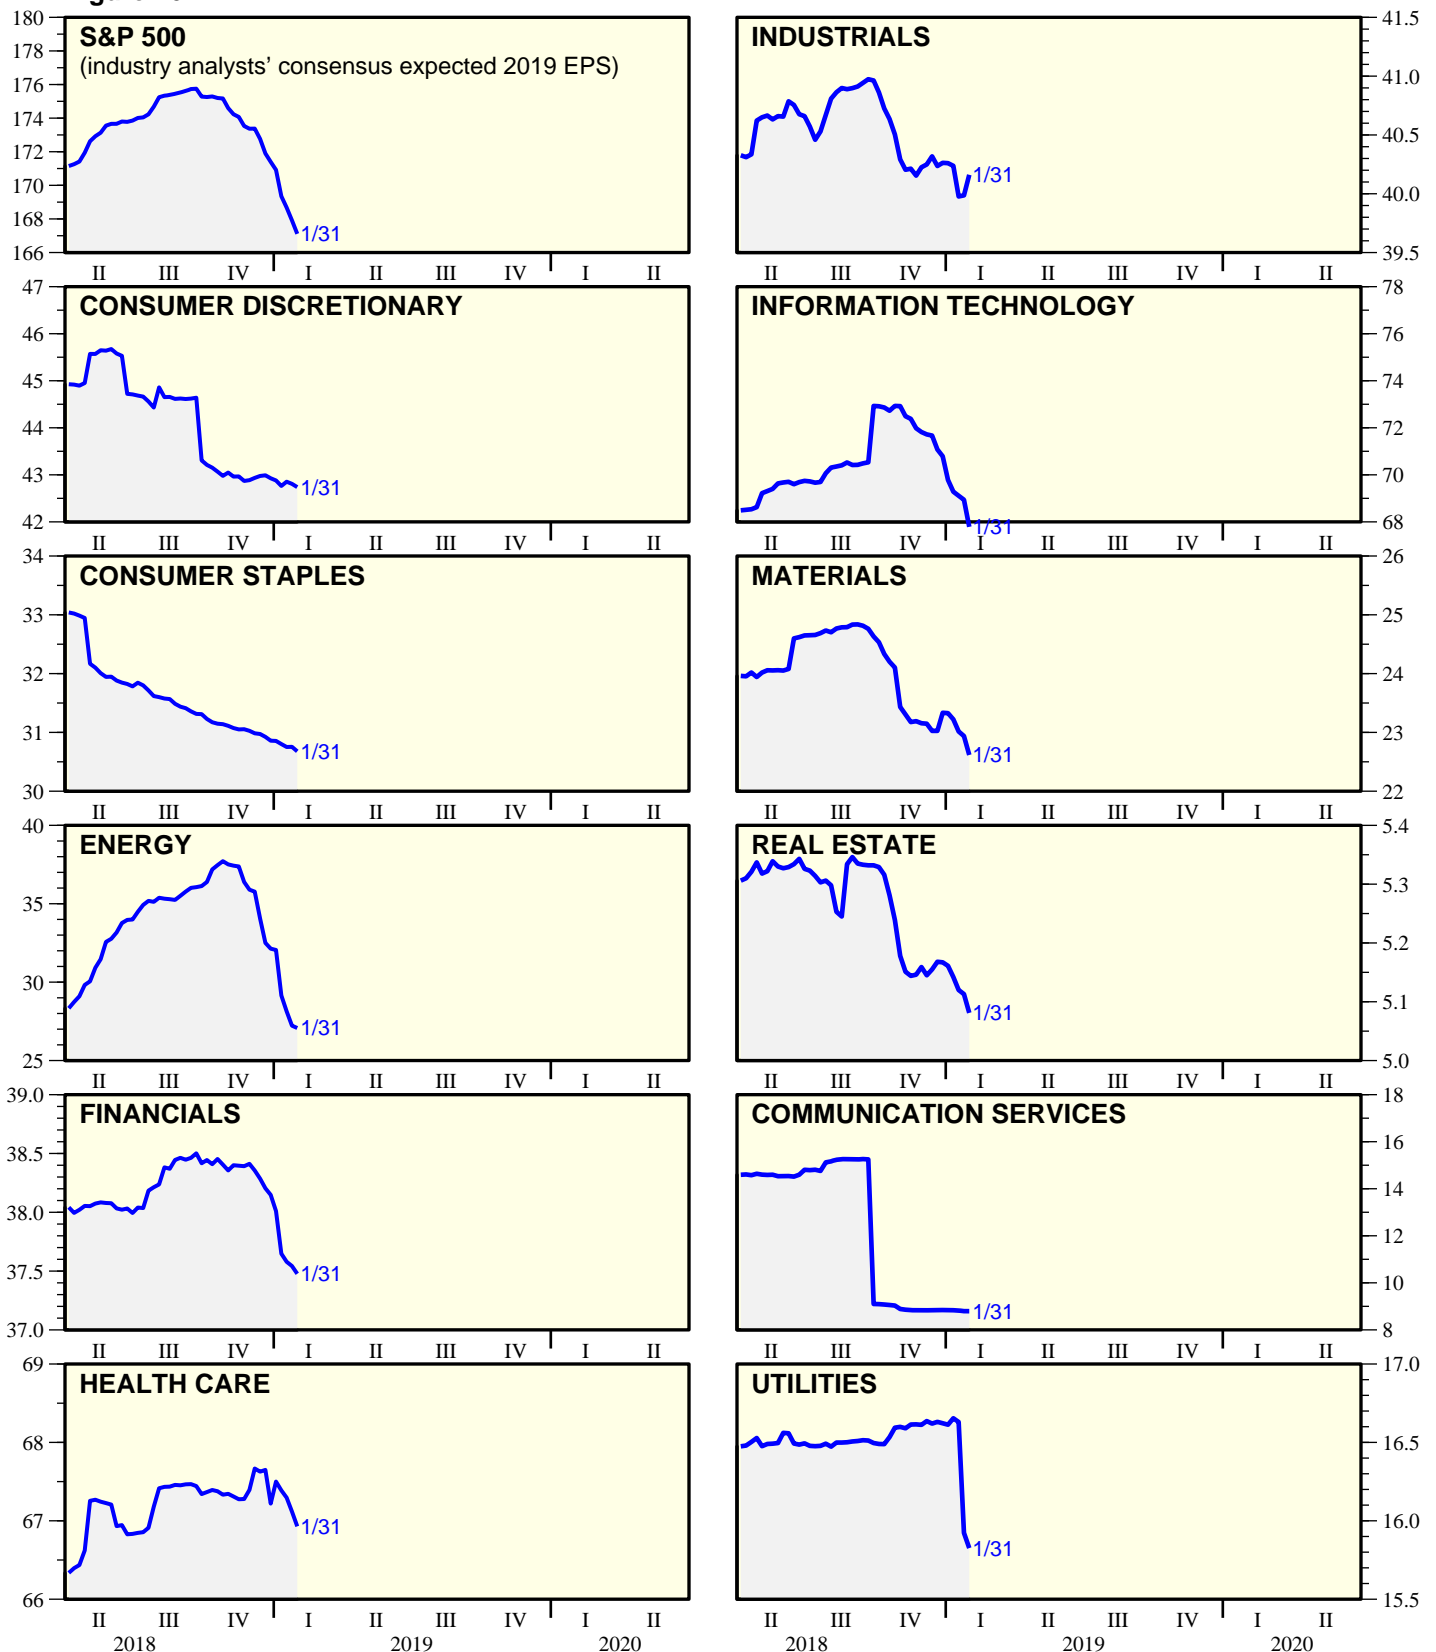 S&P 500
(industry analysts' consensus expected 2019 EPS)
180
178
176
174
172
170
168
166
1/31
II III IV I II III IV I II
INDUSTRIALS
41.5
41.0
40.5
40.0
39.5
1/31
II III IV I II III IV I II
CONSUMER DISCRETIONARY
47
46
45
44
43
42
1/31
II III IV I II III IV I II
INFORMATION TECHNOLOGY
78
76
74
72
70
68
1/31
II III IV I II III IV I II
CONSUMER STAPLES
34
33
32
31
30
1/31
II III IV I II III IV I II
MATERIALS
26
25
24
23
22
1/31
II III IV I II III IV I II
ENERGY
40
35
30
25
1/31
II III IV I II III IV I II
REAL ESTATE
5.4
5.3
5.2
5.1
5.0
1/31
II III IV I II III IV I II
FINANCIALS
39.0
38.5
38.0
37.5
37.0
1/31
II III IV I II III IV I II
COMMUNICATION SERVICES
18
16
14
12
10
8
1/31
II III IV I II III IV I II
HEALTH CARE
69
68
67
66
1/31
II III IV I II III IV I II
2018 2019 2020
UTILITIES
17.0
16.5
16.0
15.5
1/31
II III IV I II III IV I II
2018 2019 2020